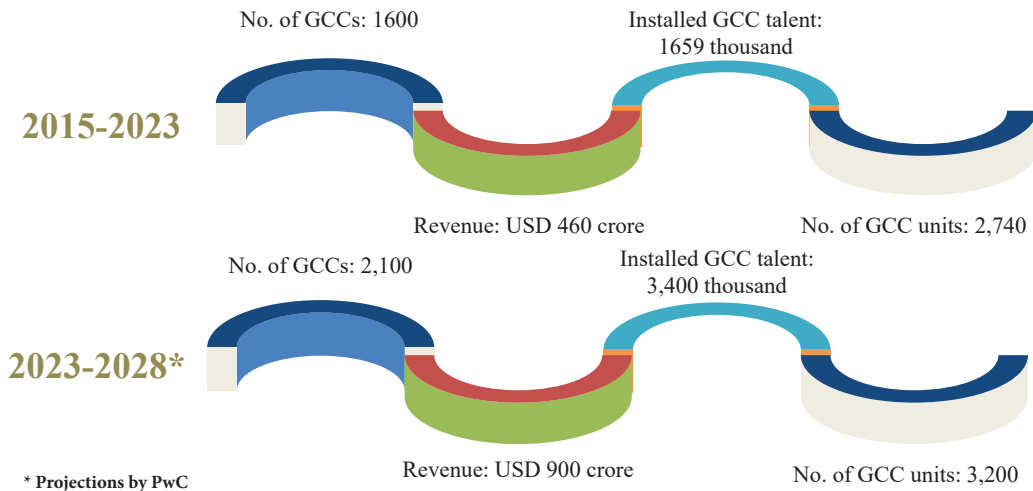 No. of GCCs: 1600
Installed GCC talent:
1659 thousand
2015-2023
Revenue: USD 460 crore
No. of GCC units: 2,740
No. of GCCs: 2,100
Installed GCC talent:
3,400 thousand
2023-2028*
Revenue: USD 900 crore
No. of GCC units: 3,200
* Projections by PwC